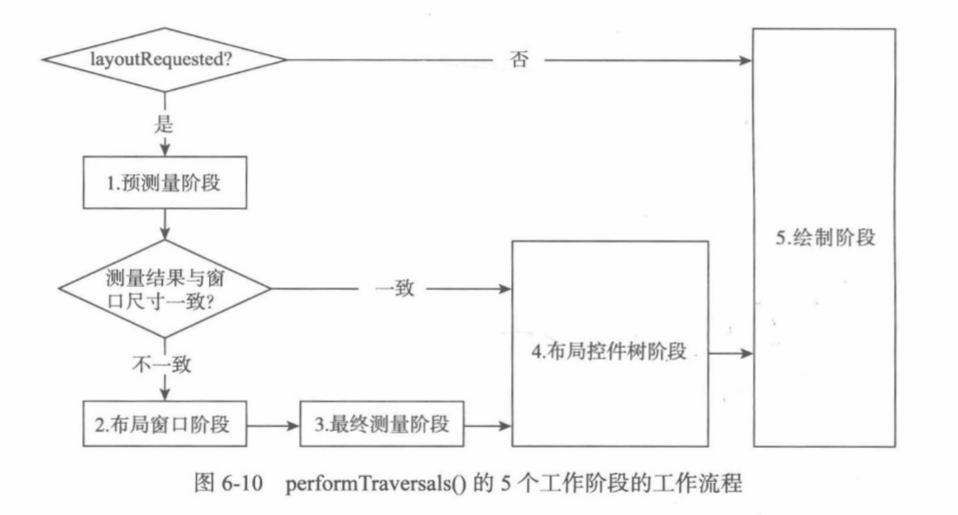 layoutRequested?
否
是
1.预测量阶段
测量结果与窗
口尺寸一致?
一致
不一致
2.布局窗口阶段
3.最终测量阶段
4.布局控件树阶段
5.绘制阶段
图 6-10 performTraversals() 的 5 个工作阶段的工作流程